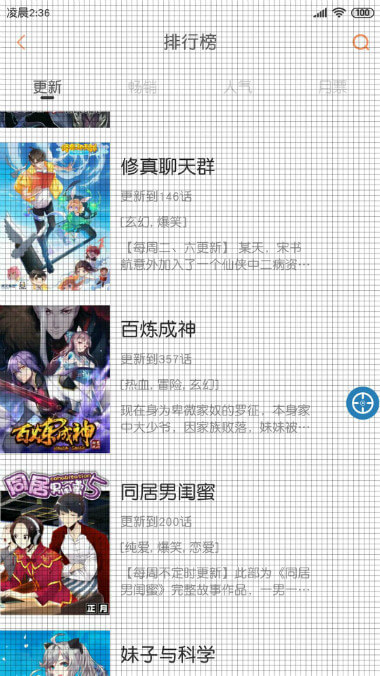 凌晨2:36
100
排行榜
更新
畅销
人气
月票
修真聊天群
更新到146话
[玄幻,爆笑]
【每周二、六更新】 某天，宋书
航意外加入了一个仙侠中二病资…
百炼成神
更新到357话
[热血,冒险,玄幻]
现在身为卑微家奴的罗征，本身家
中大少爷，因家族败落，妹妹被…
百炼成神
同居男闺蜜
更新到200话
[纯爱,爆笑,恋爱]
【每周不定时更新】此部为《同居
男闺蜜》完整故事作品，一男一…
同居
男闺蜜5
正月
妹子与科学